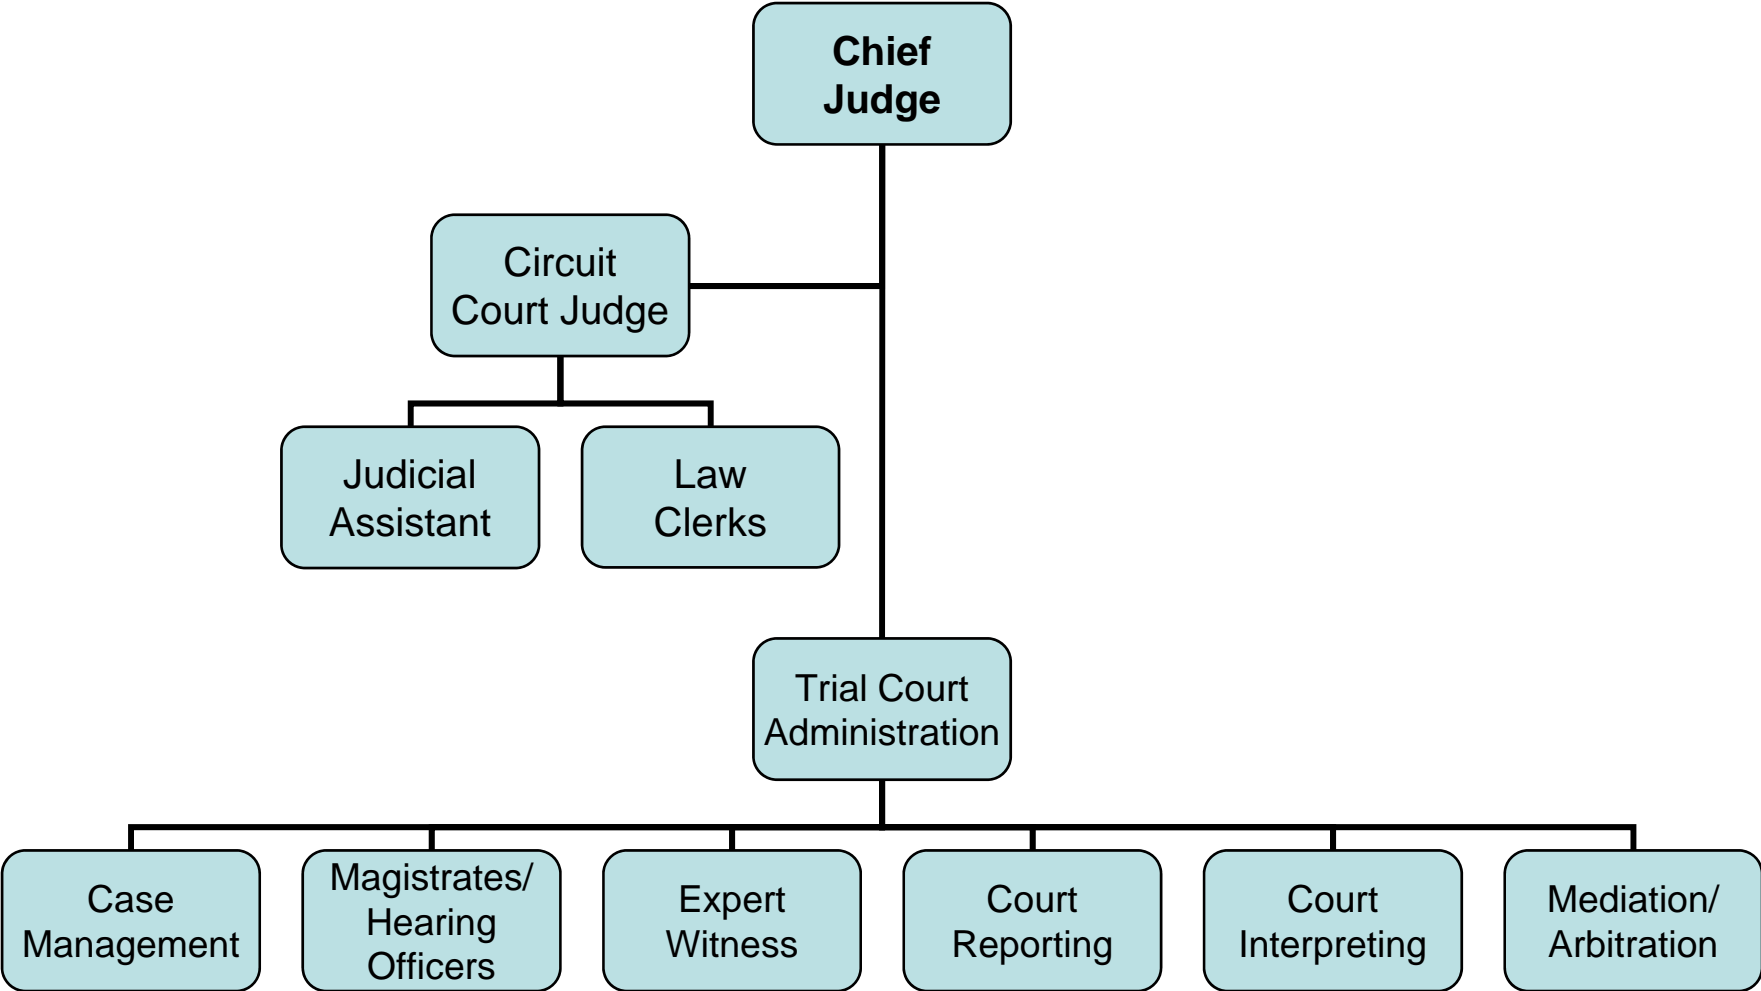 Chief
Judge
Circuit
Court Judge
Judicial
Assistant
Law
Clerks
Trial Court
Administration
Case
Management
Magistrates/
Hearing
Officers
Expert
Witness
Court
Reporting
Court
Interpreting
Mediation/
Arbitration